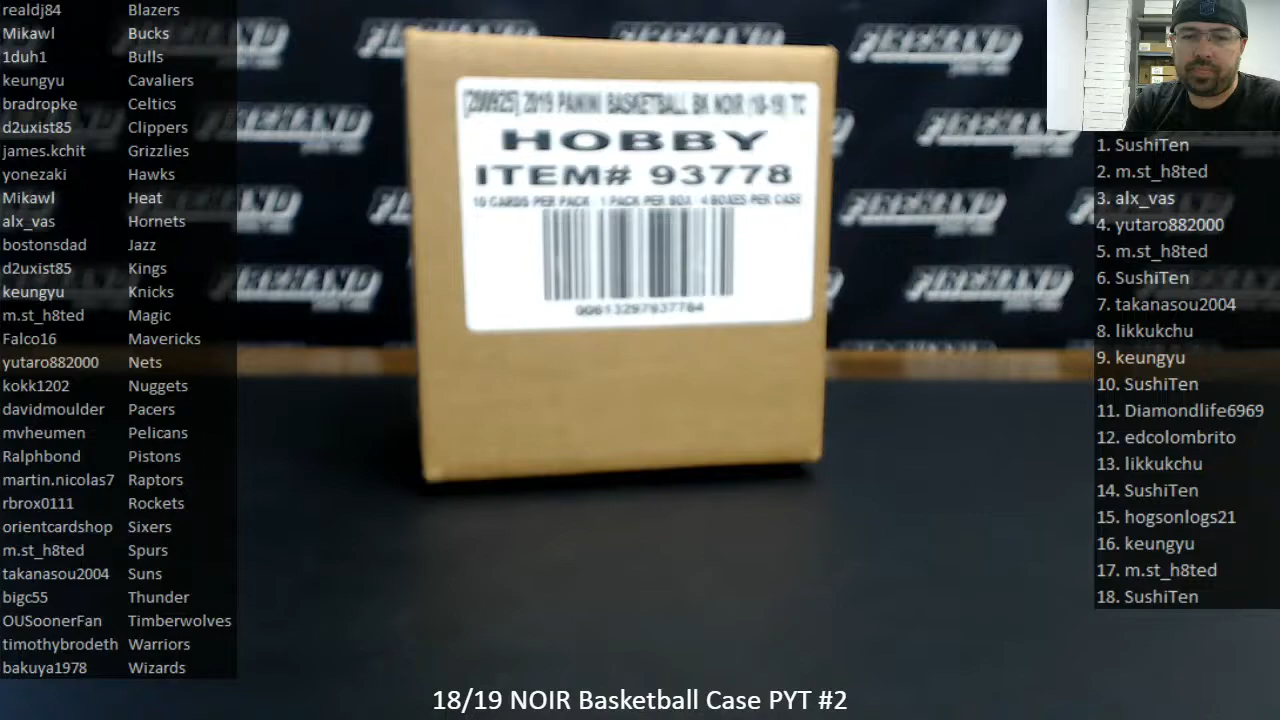 realdj84 Blazers
Mikawl Bucks
1duh1 Bulls
keungyu Cavaliers
bradropke Celtics
d2uxist85 Clippers
james.kchit Grizzlies
yonezaki Hawks
Mikawl Heat
alx_vas Hornets
bostonsdad Jazz
d2uxist85 Kings
keungyu Knicks
m.st_h8ted Magic
Falco16 Mavericks
yutaro882000 Nets
kokk1202 Nuggets
davidmoulder Pacers
mvheumen Pelicans
Ralphbond Pistons
martin.nicolas7 Raptors
rbrox0111 Rockets
orientcardshop Sixers
m.st_h8ted Spurs
takanasou2004 Suns
bigc55 Thunder
OUSoonerFan Timberwolves
timothybrodeth Warriors
bakuya1978 Wizards
[200925] 2019 PANINI BASKETBALL BK NOIR (18-19) TC
HOBBY
ITEM# 93778
10 CARDS PER PACK 1 PACK PER BOX 4 BOXES PER CASE
FIREHAND
1. SushiTen
2. m.st_h8ted
3. alx_vas
4. yutaro882000
5. m.st_h8ted
6. SushiTen
7. takanasou2004
8. likkukchu
9. keungyu
10. SushiTen
11. Diamondlife6969
12. edcolombrito
13. likkukchu
14. SushiTen
15. hogsonlogs21
16. keungyu
17. m.st_h8ted
18. SushiTen
18/19 NOIR Basketball Case PYT #2